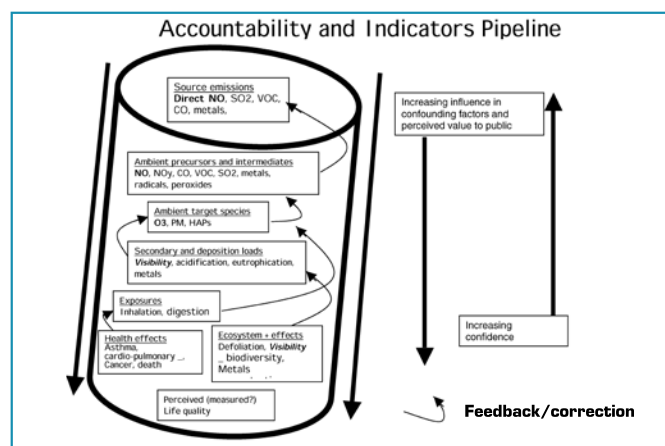 Accountability and Indicators Pipeline
Source emissions
Direct NO, SO2, VOC,
CO, metals,
Ambient precursors and intermediates
NO, NOy, CO, VOC, SO2, metals,
radicals, peroxides
Ambient target species
O3, PM, HAPs
Secondary and deposition loads
Visibility, acidification, eutrophication,
metals
Exposures
Inhalation, digestion
Health effects
Asthma,
cardio-pulmonary _,
Cancer, death
Ecosystem + effects
Defoliation, Visibility
_ biodiversity,
Metals
Perceived (measured?)
Life quality
Increasing influence in
confounding factors and
perceived value to public
Increasing
confidence
Feedback/correction